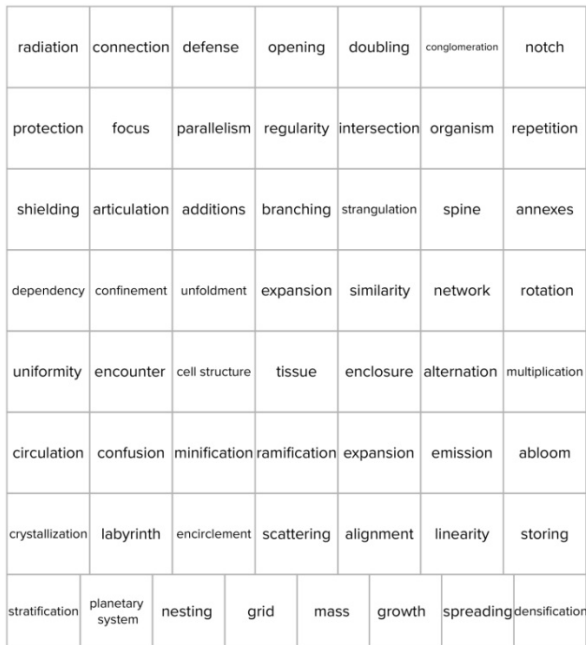 radiation connection defense opening doubling conglomeration notch
protection focus parallelism regularity intersection organism repetition
shielding articulation additions branching strangulation spine annexes
dependency confinement unfoldment expansion similarity network rotation
uniformity encounter cell structure tissue enclosure alternation multiplication
circulation confusion minification ramification expansion emission abloom
crystallization labyrinth encirclement scattering alignment linearity storing
stratification planetary system nesting grid mass growth spreading densification